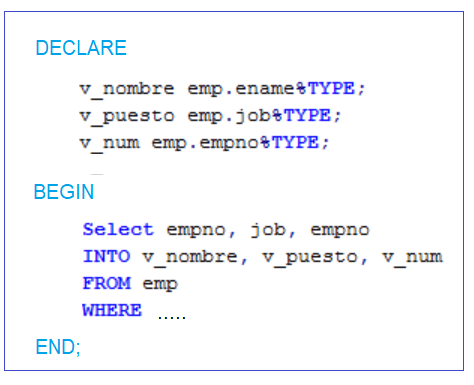 DECLARE
v_nombre emp.ename%TYPE;
v_puesto emp.job%TYPE;
v_num emp.empno%TYPE;
BEGIN
Select empno, job, empno
INTO v_nombre, v_puesto, v_num
FROM emp
WHERE .....
END;